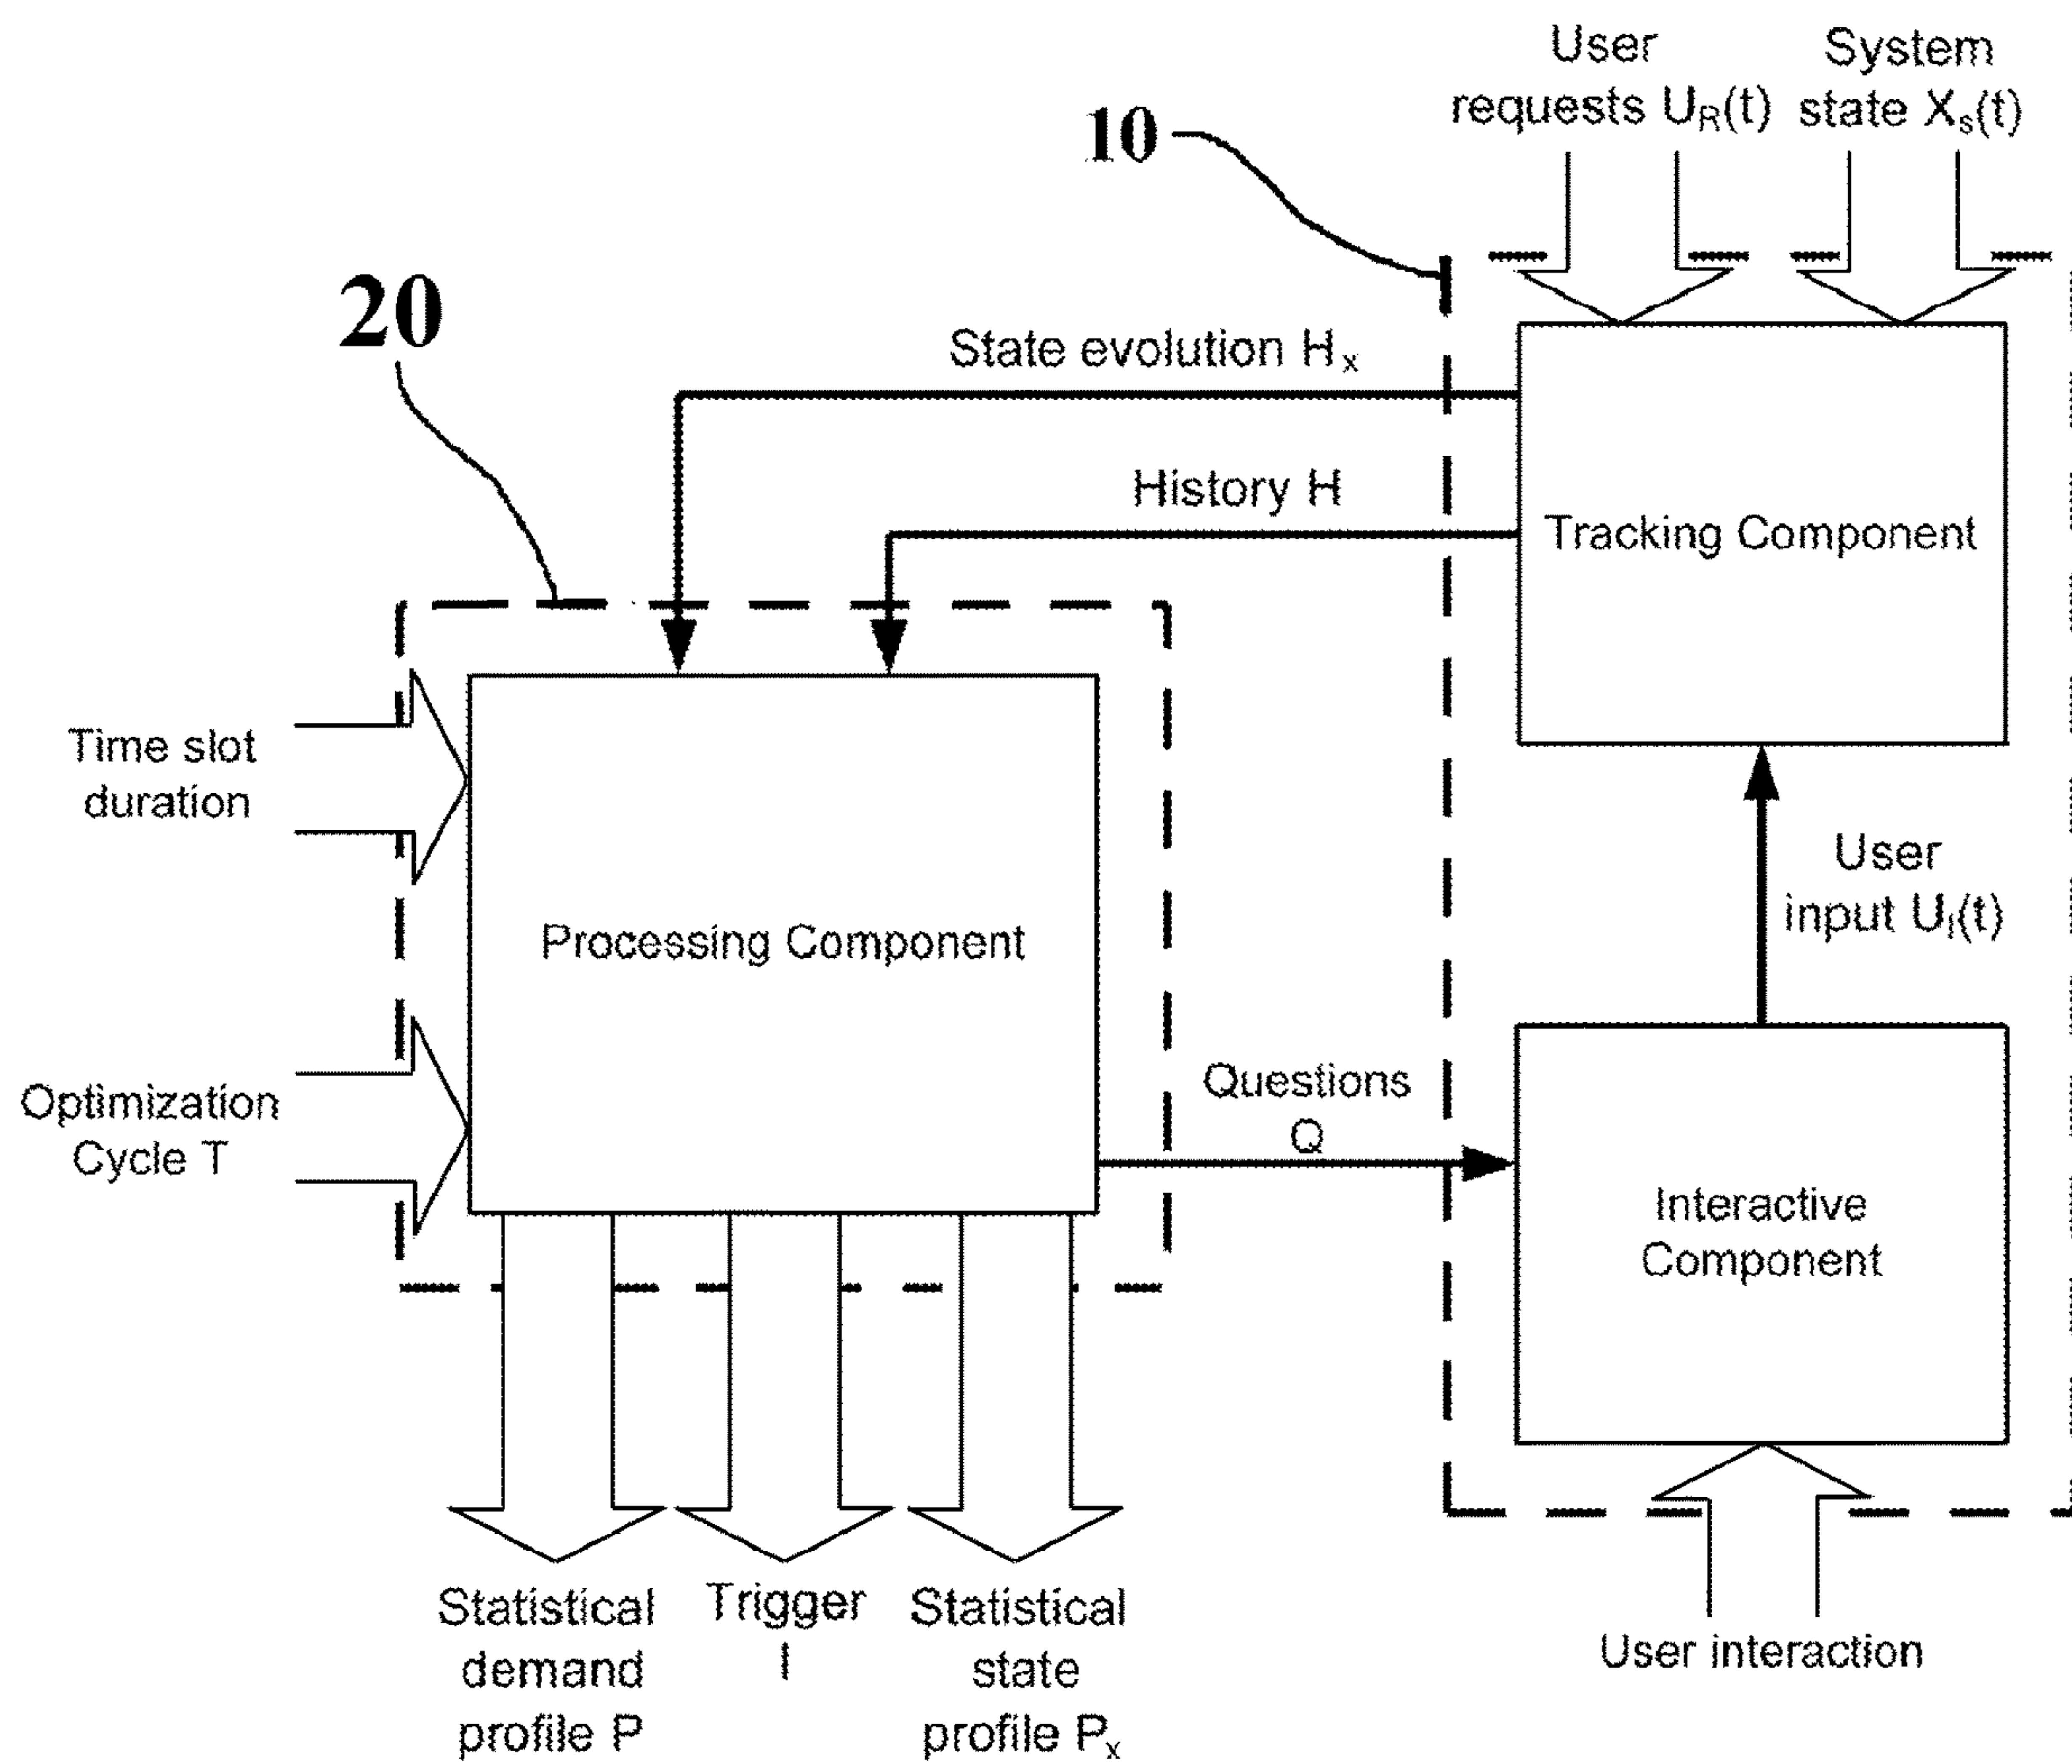 User
requests U_R(t)
System
state X_s(t)
10
20
State evolution H_x
History H
Tracking Component
Time slot
duration
Processing Component
User
input U_I(t)
Optimization
Cycle T
Questions
Q
Interactive
Component
Statistical
demand
profile P
Trigger
I
Statistical
state
profile P_x
User interaction